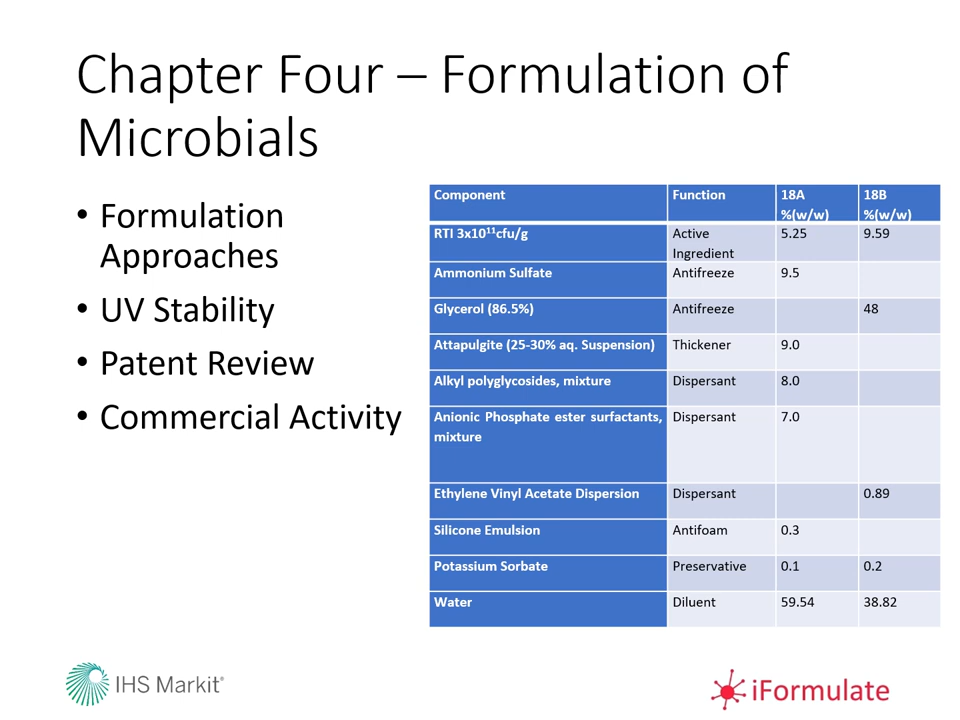 Chapter Four – Formulation of
Microbials
• Formulation
Approaches
• UV Stability
• Patent Review
• Commercial Activity
Component Function 18A %(w/w) 18B %(w/w)
RTI 3x10¹¹cfu/g Active Ingredient 5.25 9.59
Ammonium Sulfate Antifreeze 9.5
Glycerol (86.5%) Antifreeze 48
Attapulgite (25-30% aq. Suspension) Thickener 9.0
Alkyl polyglycosides, mixture Dispersant 8.0
Anionic Phosphate ester surfactants, mixture Dispersant 7.0
Ethylene Vinyl Acetate Dispersion Dispersant 0.89
Silicone Emulsion Antifoam 0.3
Potassium Sorbate Preservative 0.1 0.2
Water Diluent 59.54 38.82
IHS Markit®
iFormulate